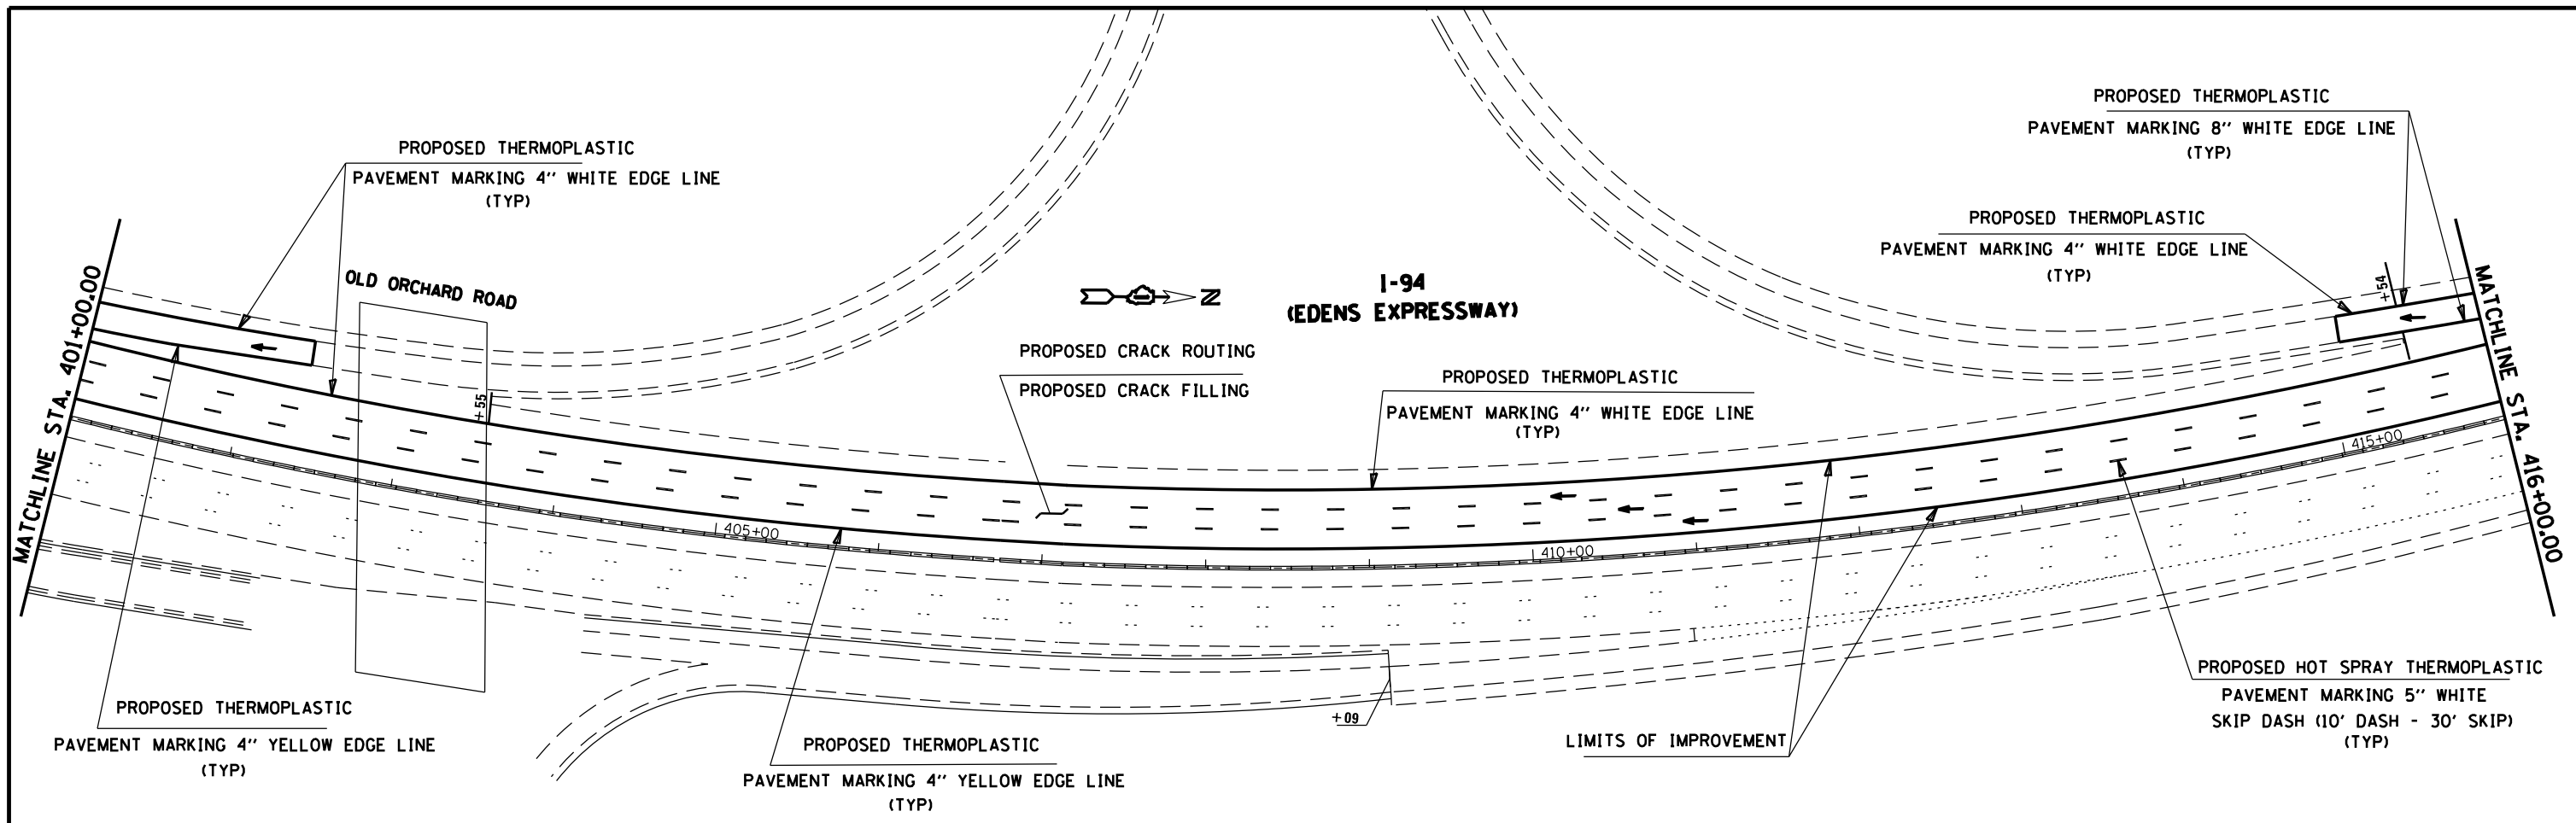 PROPOSED THERMOPLASTIC
PAVEMENT MARKING 8'' WHITE EDGE LINE
(TYP)
PROPOSED THERMOPLASTIC
PAVEMENT MARKING 4'' WHITE EDGE LINE
(TYP)
PROPOSED THERMOPLASTIC
PAVEMENT MARKING 4'' WHITE EDGE LINE
(TYP)
MATCHLINE STA. 401+00.00
OLD ORCHARD ROAD
+55
N
I-94
(EDENS EXPRESSWAY)
+54
MATCHLINE STA. 416+00.00
PROPOSED CRACK ROUTING
PROPOSED CRACK FILLING
PROPOSED THERMOPLASTIC
PAVEMENT MARKING 4'' WHITE EDGE LINE
(TYP)
405+00
410+00
415+00
PROPOSED THERMOPLASTIC
PAVEMENT MARKING 4'' YELLOW EDGE LINE
(TYP)
PROPOSED THERMOPLASTIC
PAVEMENT MARKING 4'' YELLOW EDGE LINE
(TYP)
+09
LIMITS OF IMPROVEMENT
PROPOSED HOT SPRAY THERMOPLASTIC
PAVEMENT MARKING 5'' WHITE
SKIP DASH (10' DASH - 30' SKIP)
(TYP)